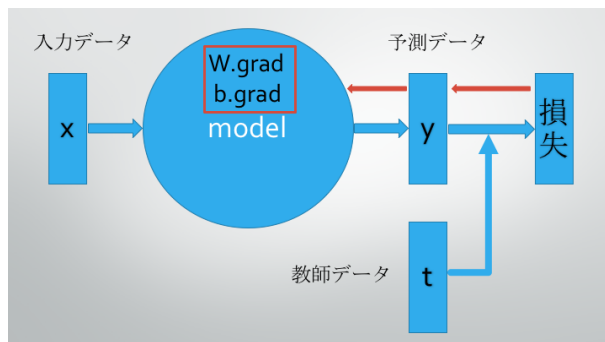 入力データ
予測データ
W.grad
b.grad
model
x
y
損失
教師データ
t